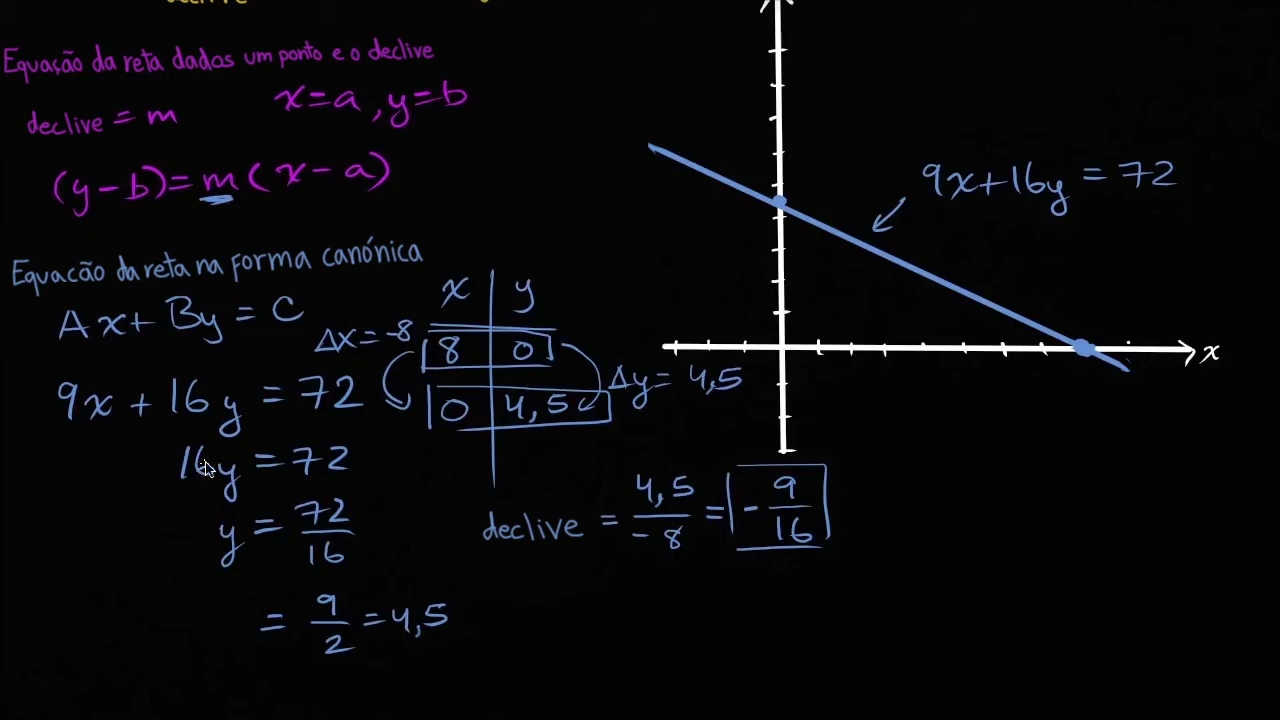 declive
Equação da reta dados um ponto e o declive
declive = m
x=a, y=b
(y-b)=m(x-a)
Equacão da reta na forma canónica
Ax+By=C
9x+16y=72
16y=72
y=72/16
=9/2=4,5
x y
Δx=-8
8 0
0 4,5
Δy=4,5
declive = 4,5/-8 = -9/16
9x+16y=72
x